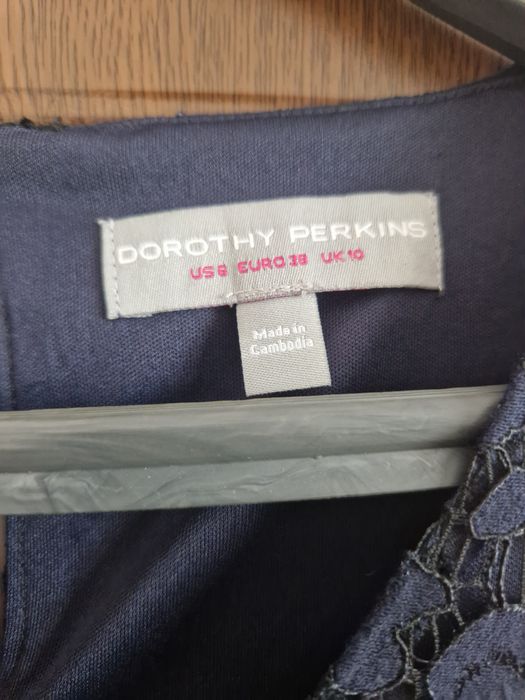 DOROTHY PERKINS
US 6 EURO 38 UK 10
Made in
Cambodia